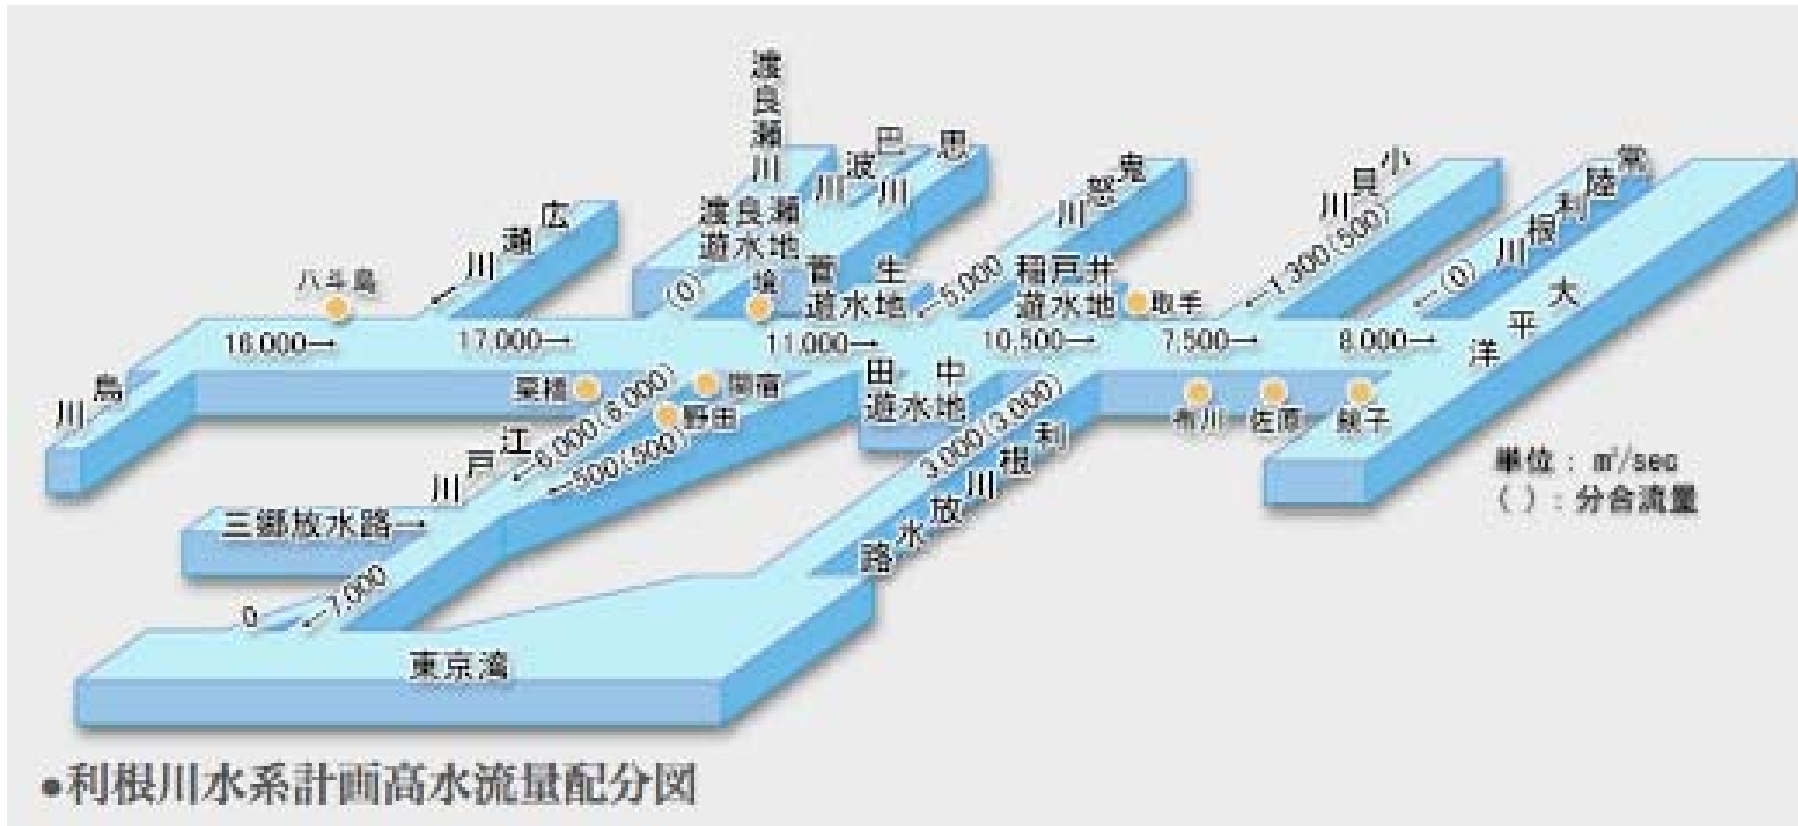 渡良瀬川
巴波川
思川
鬼怒川
小貝川
常陸利根川
広瀬川
渡良瀬
遊水地
八斗島
(0)
境
菅生
遊水地
←5,000
稲戸井
遊水地
取手
←1,300(500)
←(0)
大平洋
16,000→
17,000→
11,000→
10,500→
7,500→
8,000→
烏川
栗橋
関宿
野田
田中
遊水地
布川
佐原
銚子
江戸川
←6,000(6,000)
←500(500)
3,000(3,000)
利根川放水路
三郷放水路→
0
←7,000
東京湾
単位：㎥/sec
( )：分合流量
●利根川水系計画高水流量配分図